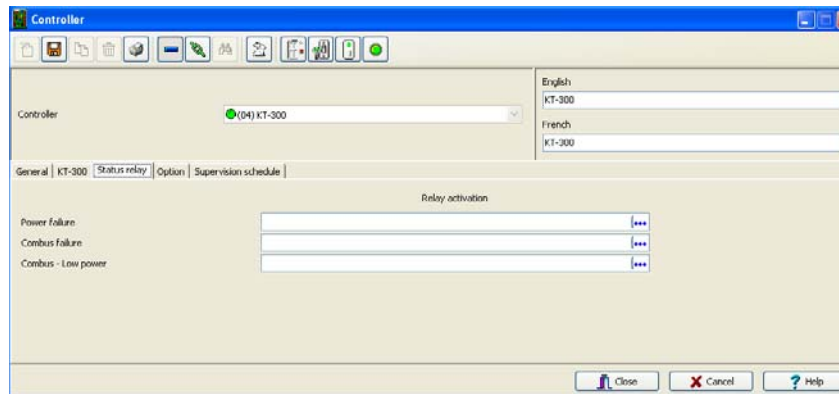 Controller
English
KT-300
Controller
(04) KT-300
French
KT-300
General
KT-300
Status relay
Option
Supervision schedule
Relay activation
Power failure
Combus failure
Combus - Low power
Close
Cancel
Help